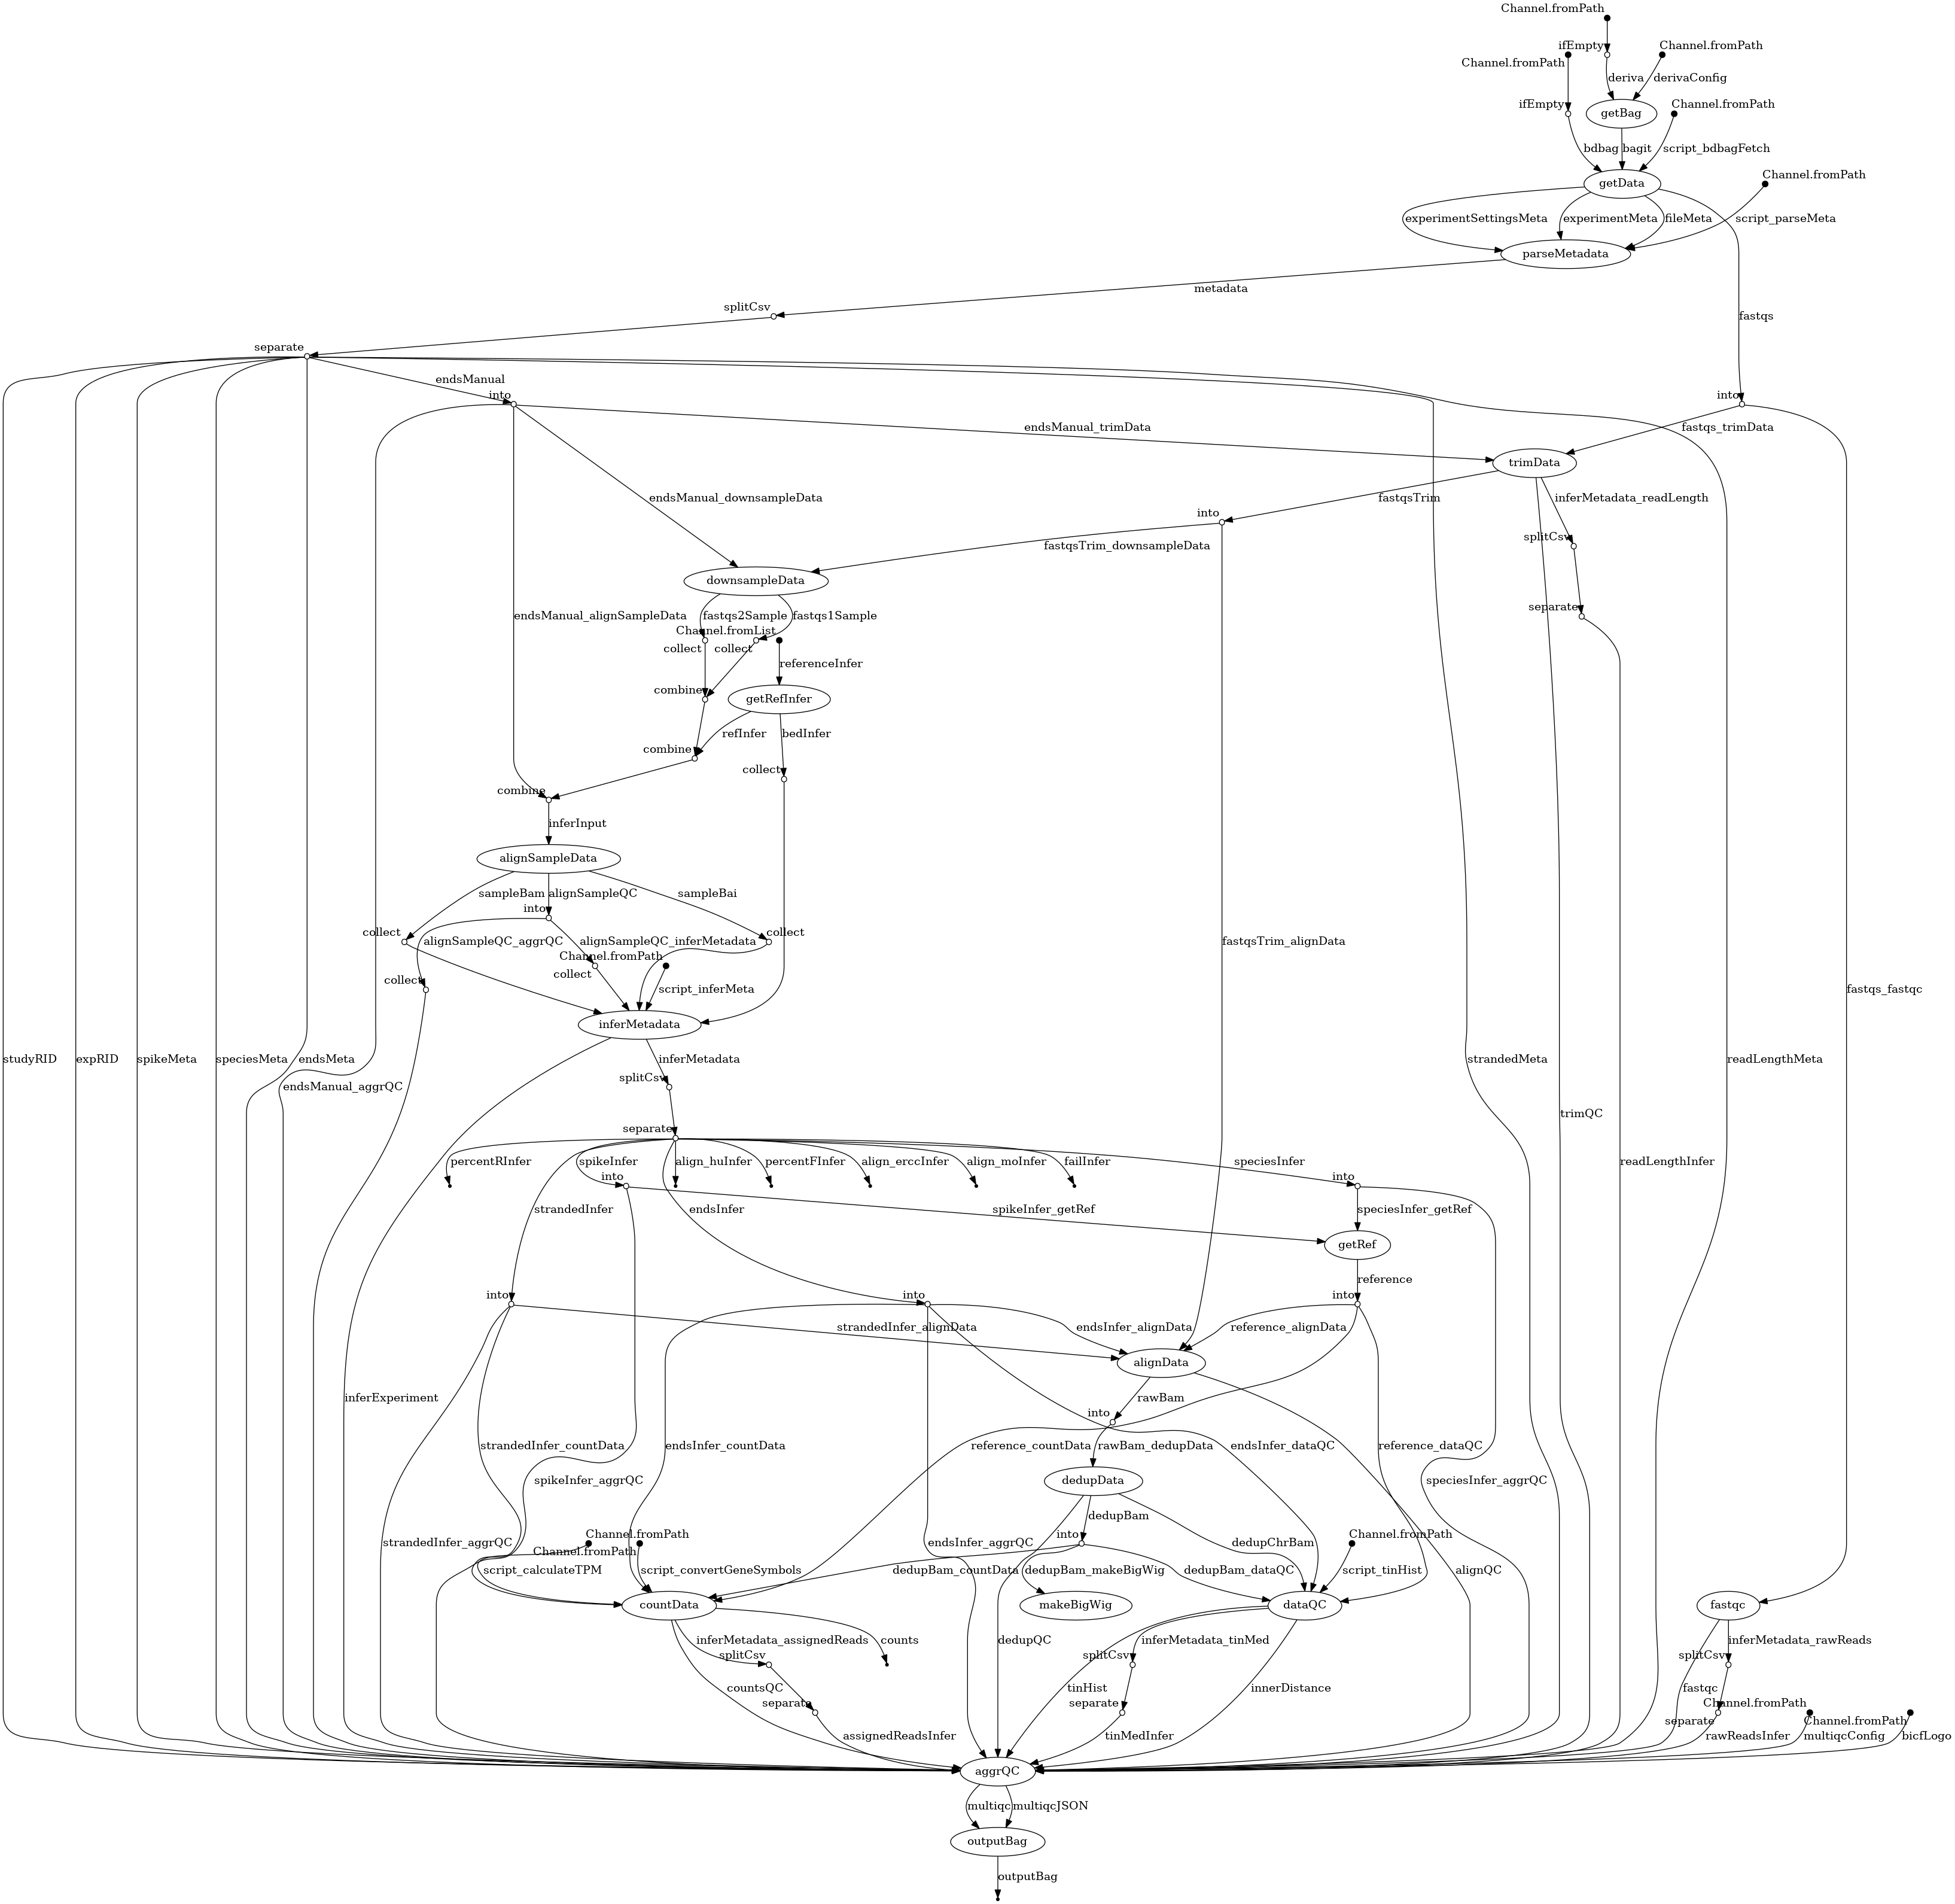 Channel.fromPath
ifEmpty
Channel.fromPath
Channel.fromPath
deriva
derivaConfig
ifEmpty
getBag
Channel.fromPath
bdbag
bagit
script_bdbagFetch
getData
Channel.fromPath
experimentSettingsMeta
experimentMeta
fileMeta
script_parseMeta
parseMetadata
metadata
splitCsv
fastqs
separate
endsManual
into
into
endsManual_trimData
fastqs_trimData
trimData
endsManual_downsampleData
fastqsTrim
inferMetadata_readLength
into
splitCsv
fastqsTrim_downsampleData
downsampleData
separate
endsManual_alignSampleData
fastqs2Sample
fastqs1Sample
Channel.fromList
collect
collect
referenceInfer
combine
getRefInfer
refInfer
bedInfer
combine
collect
combine
inferInput
alignSampleData
sampleBam
alignSampleQC
sampleBai
into
collect
collect
alignSampleQC_aggrQC
alignSampleQC_inferMetadata
fastqsTrim_alignData
Channel.fromPath
collect
collect
script_inferMeta
fastqs_fastqc
inferMetadata
studyRID
expRID
spikeMeta
speciesMeta
endsMeta
inferMetadata
strandedMeta
readLengthMeta
splitCsv
endsManual_aggrQC
trimQC
separate
percentRInfer
spikeInfer
align_huInfer
percentFInfer
align_erccInfer
align_moInfer
failInfer
speciesInfer
readLengthInfer
into
into
strandedInfer
endsInfer
spikeInfer_getRef
speciesInfer_getRef
getRef
reference
into
into
into
strandedInfer_alignData
endsInfer_alignData
reference_alignData
alignData
inferExperiment
rawBam
into
strandedInfer_countData
endsInfer_countData
reference_countData
rawBam_dedupData
endsInfer_dataQC
reference_dataQC
spikeInfer_aggrQC
dedupData
speciesInfer_aggrQC
dedupBam
into
Channel.fromPath
Channel.fromPath
strandedInfer_aggrQC
endsInfer_aggrQC
dedupChrBam
Channel.fromPath
script_calculateTPM
script_convertGeneSymbols
dedupBam_countData
dedupBam_makeBigWig
dedupBam_dataQC
script_tinHist
alignQC
countData
makeBigWig
dataQC
fastqc
inferMetadata_assignedReads
counts
dedupQC
inferMetadata_tinMed
inferMetadata_rawReads
splitCsv
splitCsv
splitCsv
countsQC
tinHist
innerDistance
fastqc
separate
separate
Channel.fromPath
separate
Channel.fromPath
assignedReadsInfer
tinMedInfer
rawReadsInfer
multiqcConfig
bicfLogo
aggrQC
multiqc
multiqcJSON
outputBag
outputBag